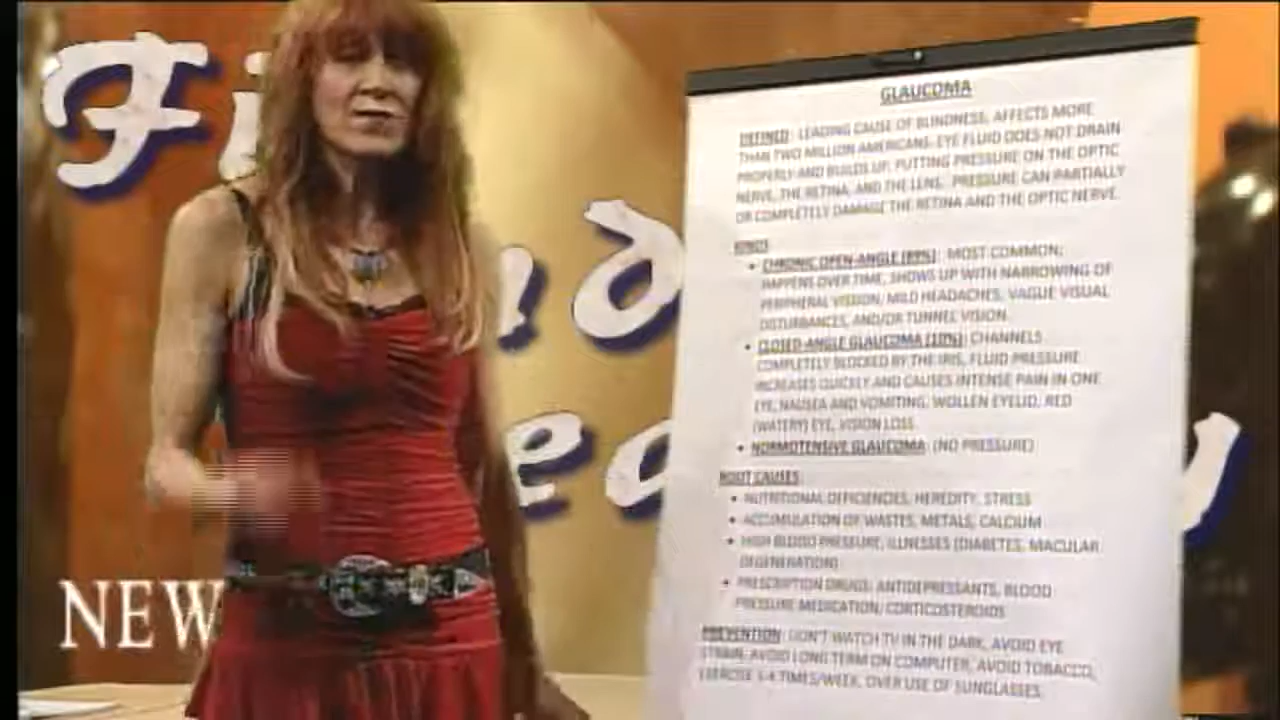 Fi nd
ea y
NEW
GLAUCOMA
DEFINED: LEADING CAUSE OF BLINDNESS, AFFECTS MORE
THAN TWO MILLION AMERICANS. EYE FLUID DOES NOT DRAIN
PROPERLY AND BUILDS UP, PUTTING PRESSURE ON THE OPTIC
NERVE, THE RETINA, AND THE LENS. PRESSURE CAN PARTIALLY
OR COMPLETELY DAMAGE THE RETINA AND THE OPTIC NERVE.
KINDS
• CHRONIC OPEN-ANGLE: MOST COMMON;
HAPPENS OVER TIME, SHOWS UP WITH NARROWING OF
PERIPHERAL VISION, MILD HEADACHES, VAGUE VISUAL
DISTURBANCES, AND/OR TUNNEL VISION.
• CLOSED-ANGLE GLAUCOMA (10%): CHANNELS
COMPLETELY BLOCKED BY THE IRIS, FLUID PRESSURE
INCREASES QUICKLY AND CAUSES INTENSE PAIN IN ONE
EYE, NAUSEA AND VOMITING, WOLLEN EYELID, RED
(WATERY) EYE, VISION LOSS
• NORMOTENSIVE GLAUCOMA: (NO PRESSURE)
ROOT CAUSES:
• NUTRITIONAL DEFICIENCES, HEREDITY, STRESS
• ACCUMULATION OF WASTES, METALS, CALCIUM
• HIGH BLOOD PRESSURE, ILLNESSES (DIABETES, MACULAR
DEGENERATION)
• PRESCRIPTION DRUGS: ANTIDEPRESSANTS, BLOOD
PRESSURE MEDICATION, CORTICOSTEROIDS
PREVENTION: DON'T WATCH TV IN THE DARK, AVOID EYE
STRAIN, AVOID LONG TERM ON COMPUTER, AVOID TOBACCO,
EXERCISE 3-4 TIMES/WEEK, OVER USE OF SUNGLASSES.